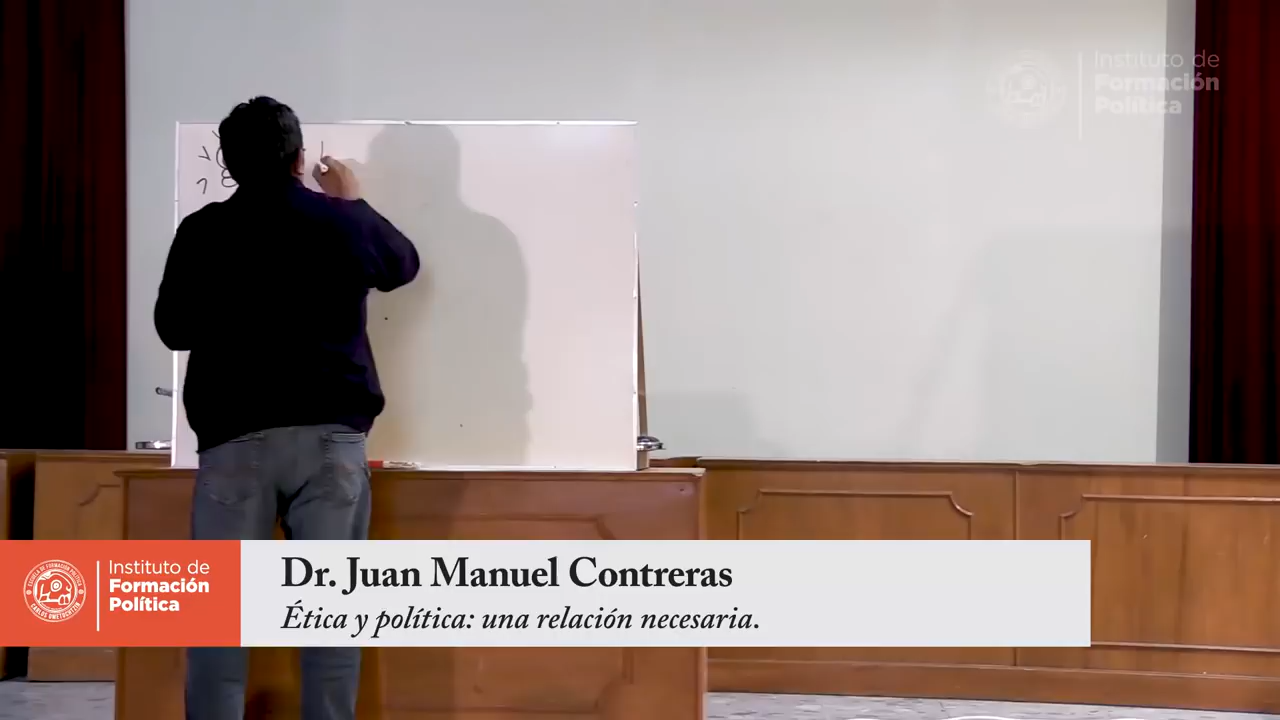 Instituto de
Formación
Política
Instituto de
Formación
Política
Dr. Juan Manuel Contreras
Ética y política: una relación necesaria.